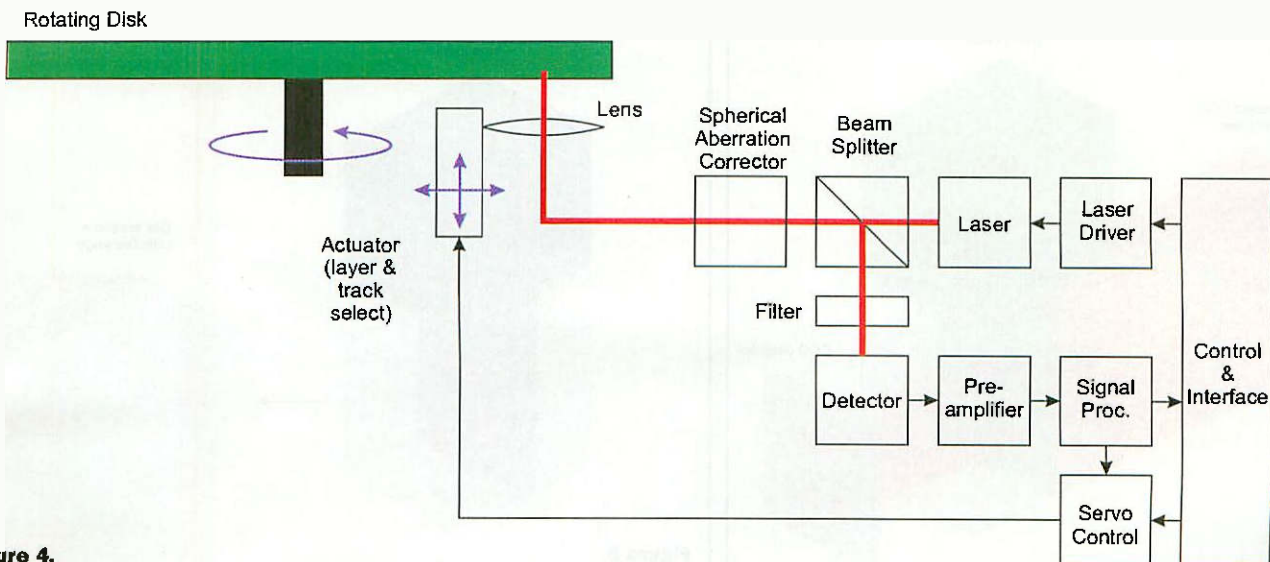 Rotating Disk
Lens
Spherical
Aberration
Corrector
Beam
Splitter
Laser
Laser
Driver
Actuator
(layer &
track
select)
Filter
Detector
Pre-
amplifier
Signal
Proc.
Control
&
Interface
Servo
Control
ure 4.